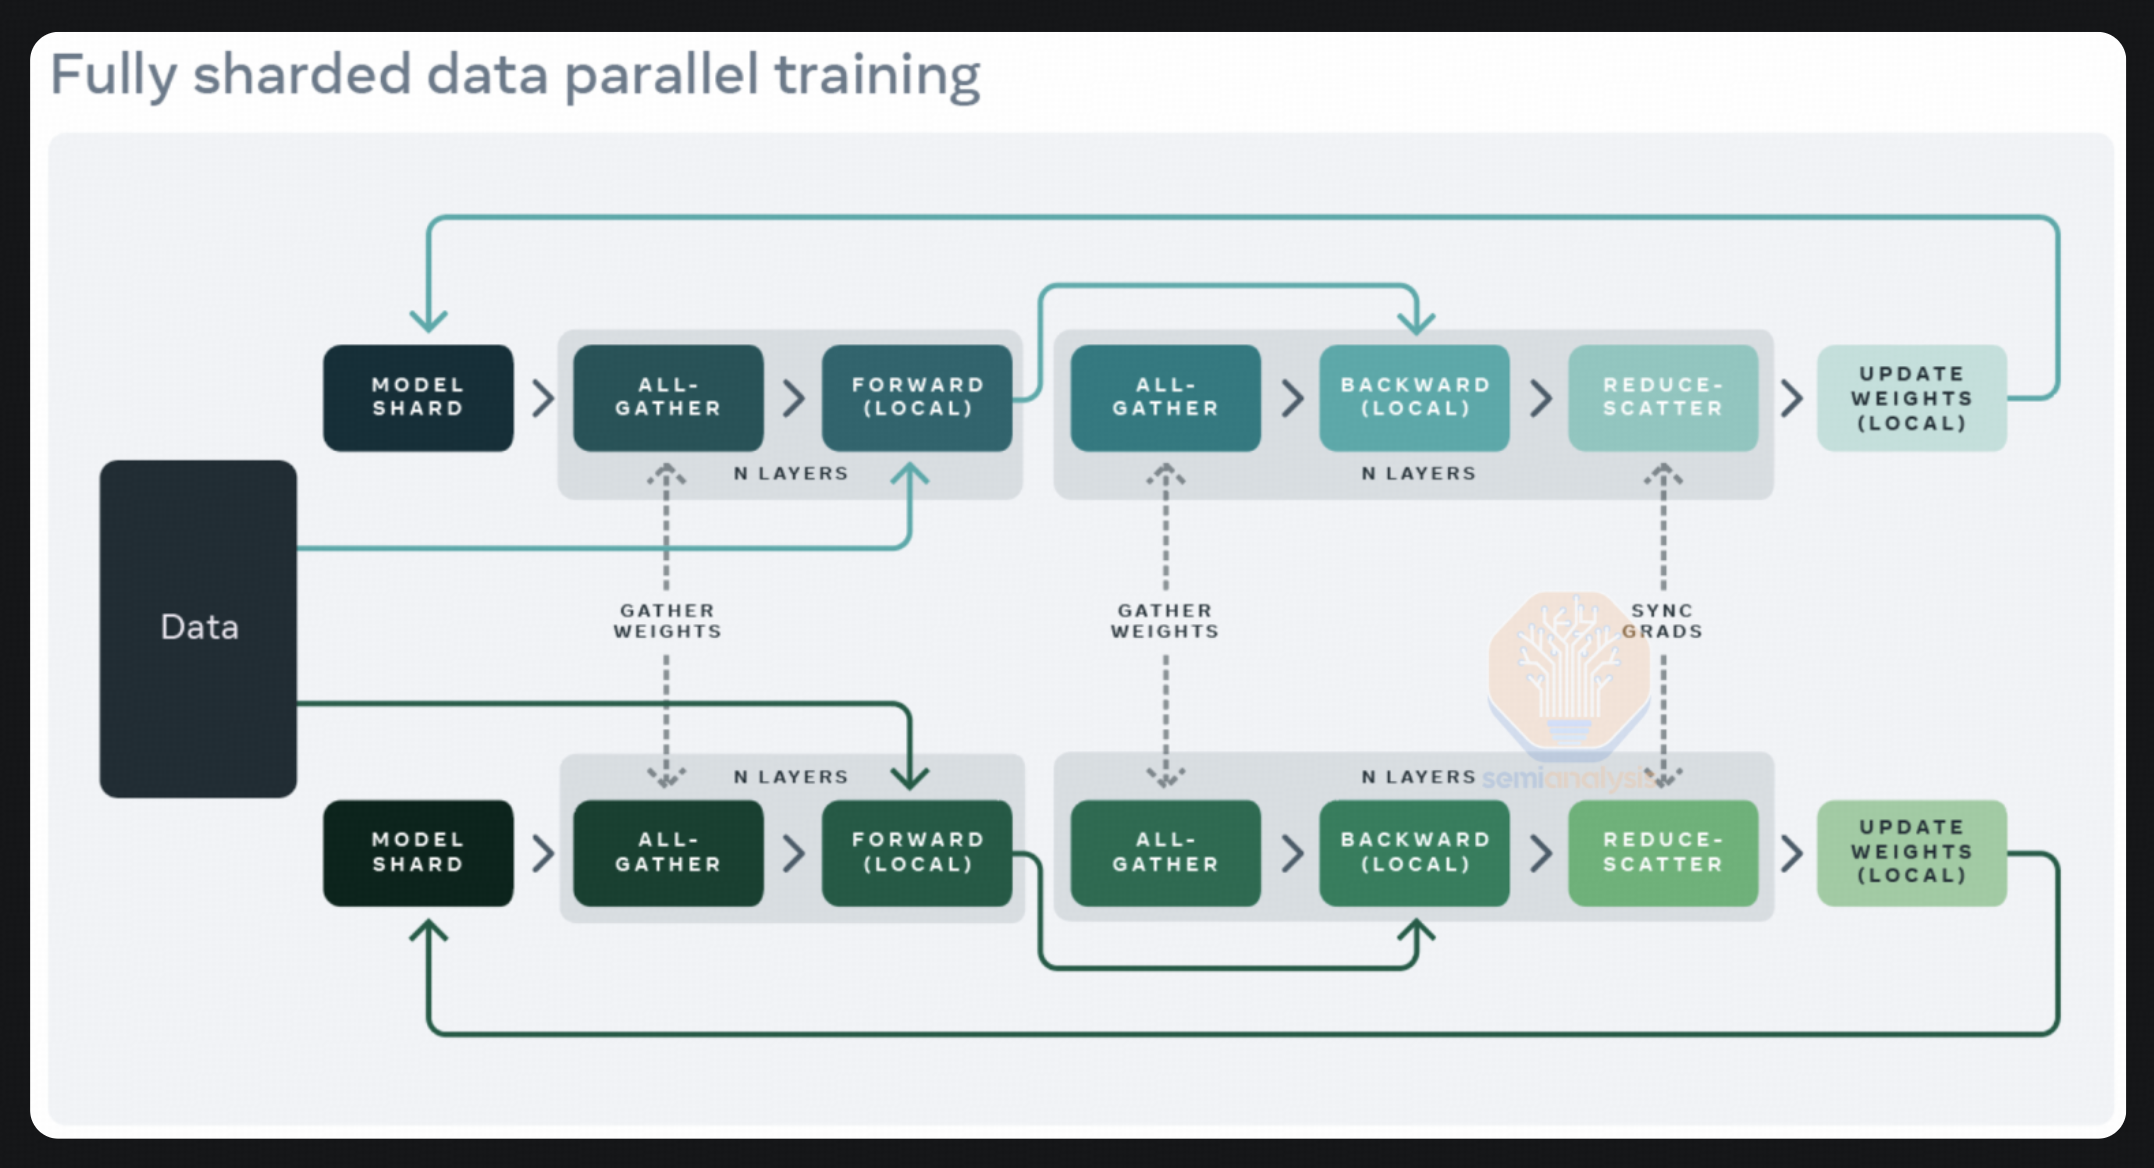 Fully sharded data parallel training
MODEL
SHARD
ALL-
GATHER
FORWARD
(LOCAL)
N LAYERS
ALL-
GATHER
BACKWARD
(LOCAL)
REDUCE-
SCATTER
N LAYERS
UPDATE
WEIGHTS
(LOCAL)
Data
GATHER
WEIGHTS
GATHER
WEIGHTS
SYNC
GRADS
semianalysis
MODEL
SHARD
N LAYERS
ALL-
GATHER
FORWARD
(LOCAL)
N LAYERS
ALL-
GATHER
BACKWARD
(LOCAL)
REDUCE-
SCATTER
UPDATE
WEIGHTS
(LOCAL)